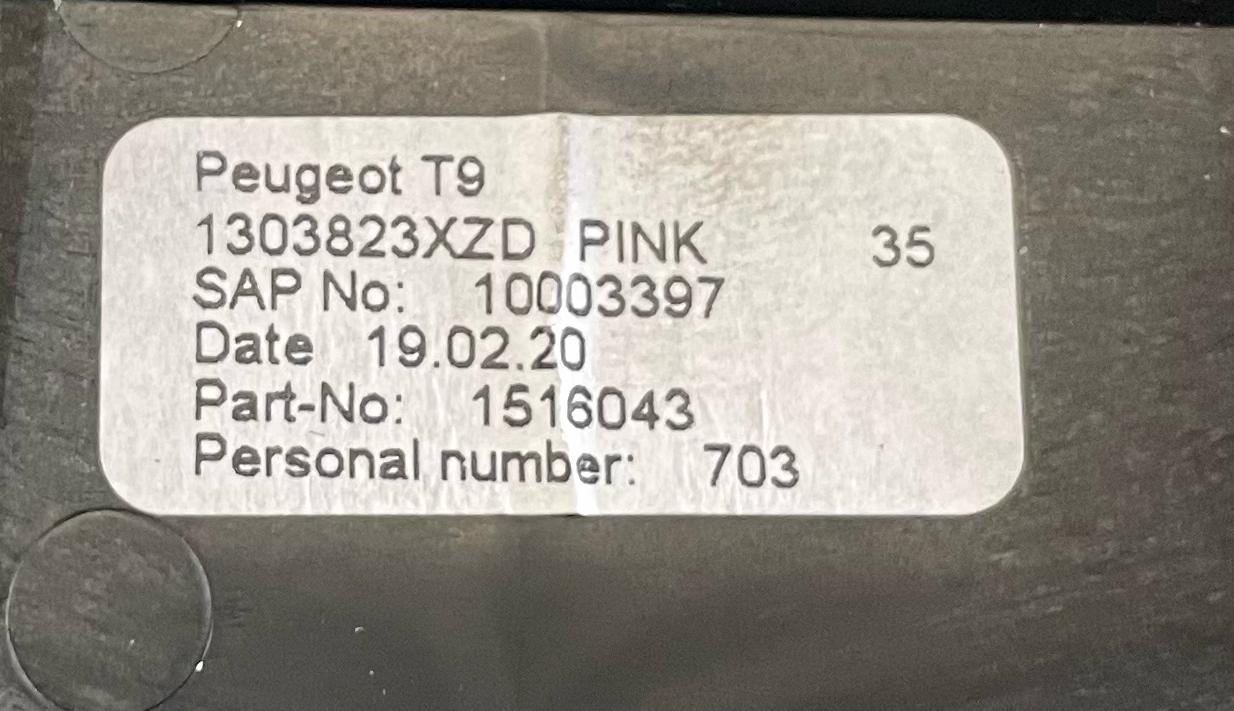 Peugeot T9
1303823XZD PINK 35
SAP No: 10003397
Date 19.02.20
Part-No: 1516043
Personal number: 703